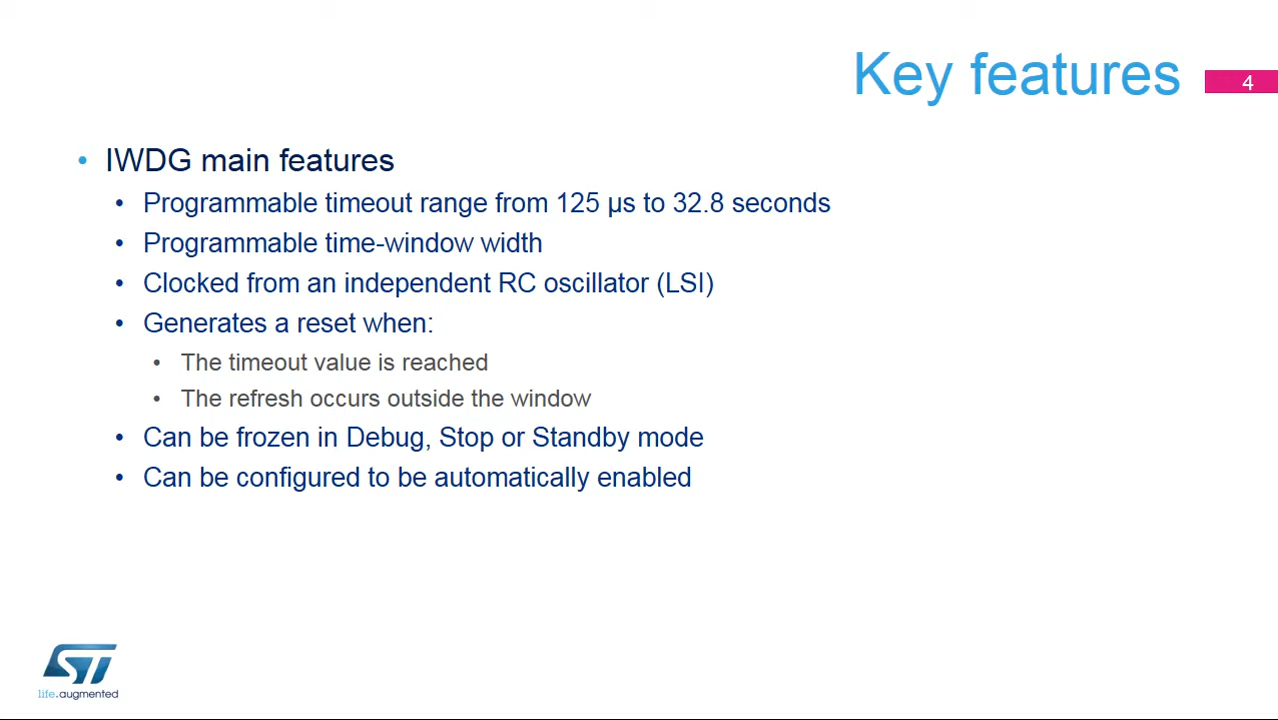 Key features
4
• IWDG main features
• Programmable timeout range from 125 µs to 32.8 seconds
• Programmable time-window width
• Clocked from an independent RC oscillator (LSI)
• Generates a reset when:
• The timeout value is reached
• The refresh occurs outside the window
• Can be frozen in Debug, Stop or Standby mode
• Can be configured to be automatically enabled
ST
life.augmented